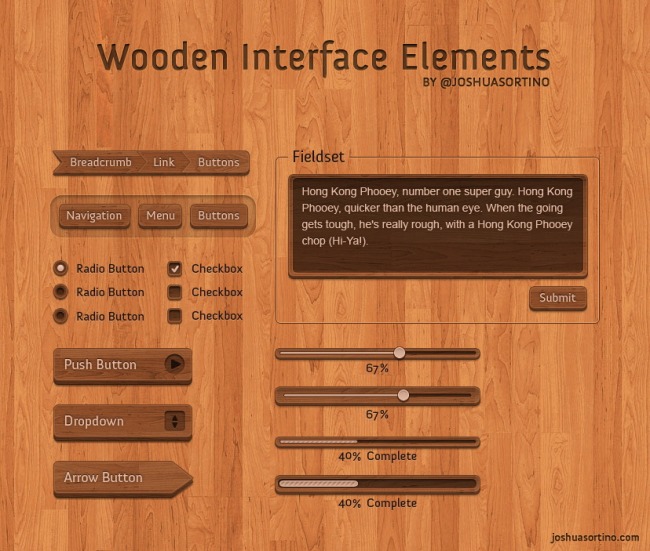 Wooden Interface Elements
BY @JOSHUASORTINO
Breadcrumb Link Buttons
Navigation Menu Buttons
Radio Button Checkbox
Radio Button Checkbox
Radio Button Checkbox
Push Button
Dropdown
Arrow Button
Fieldset
Hong Kong Phooey, number one super guy. Hong Kong
Phooey, quicker than the human eye. When the going
gets tough, he's really rough, with a Hong Kong Phooey
chop (Hi-Ya!).
Submit
67%
67%
40% Complete
40% Complete
joshuasortino.com